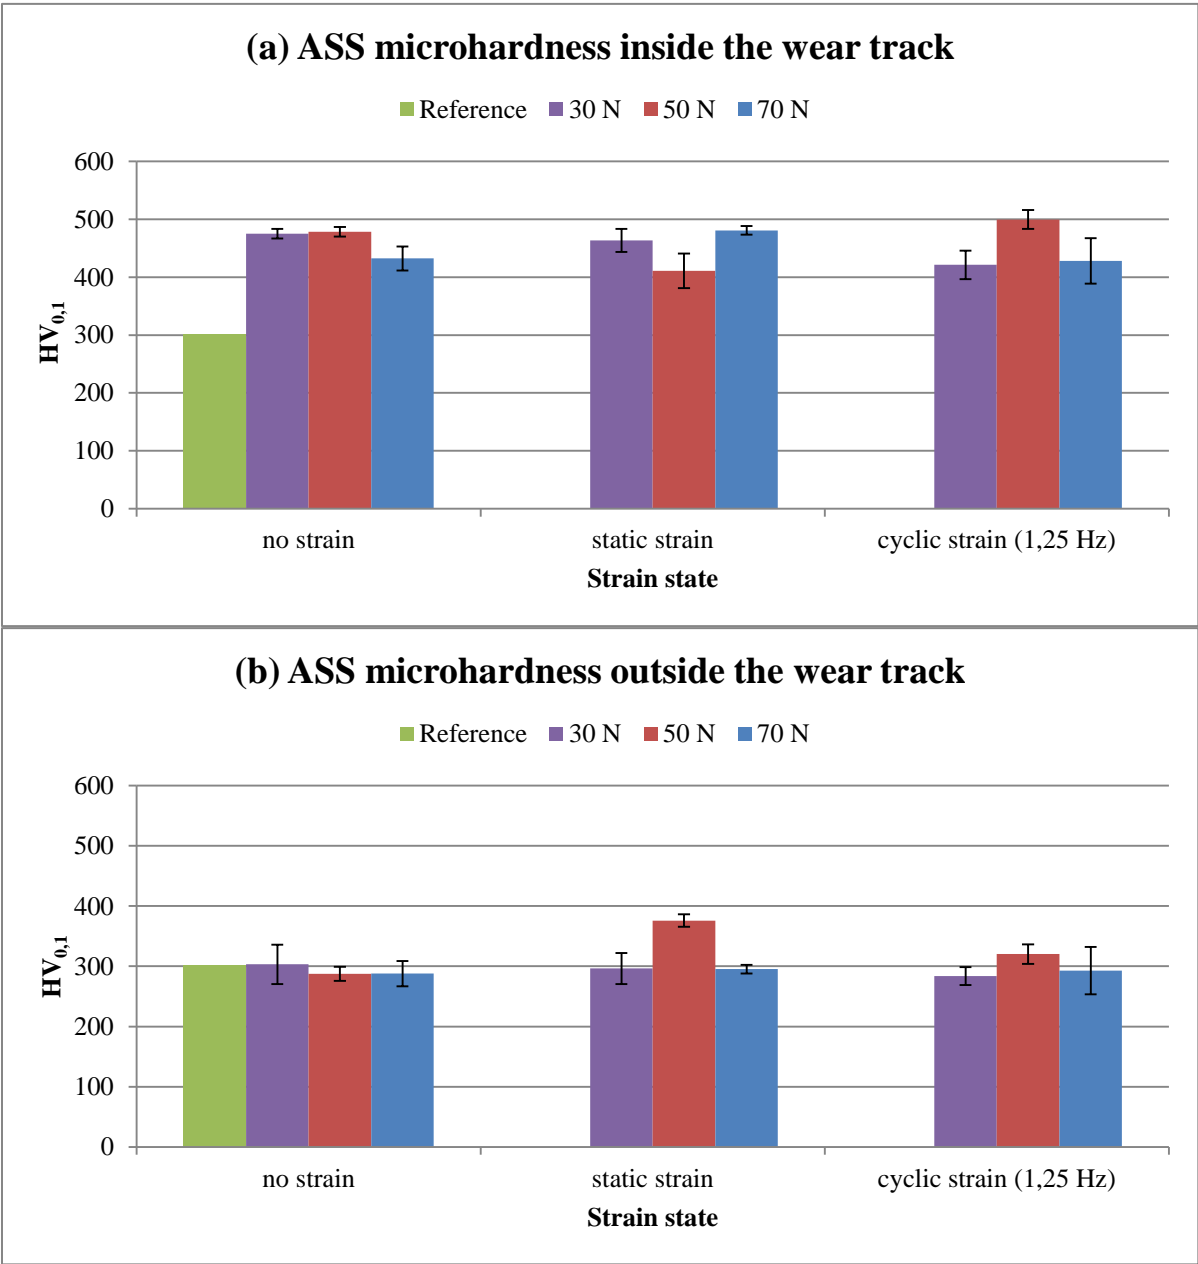 (a) ASS microhardness inside the wear track
Reference 30 N 50 N 70 N
600
500
400
300
200
100
0
HV0,1
no strain static strain cyclic strain (1,25 Hz)
Strain state
(b) ASS microhardness outside the wear track
Reference 30 N 50 N 70 N
600
500
400
300
200
100
0
HV0,1
no strain static strain cyclic strain (1,25 Hz)
Strain state